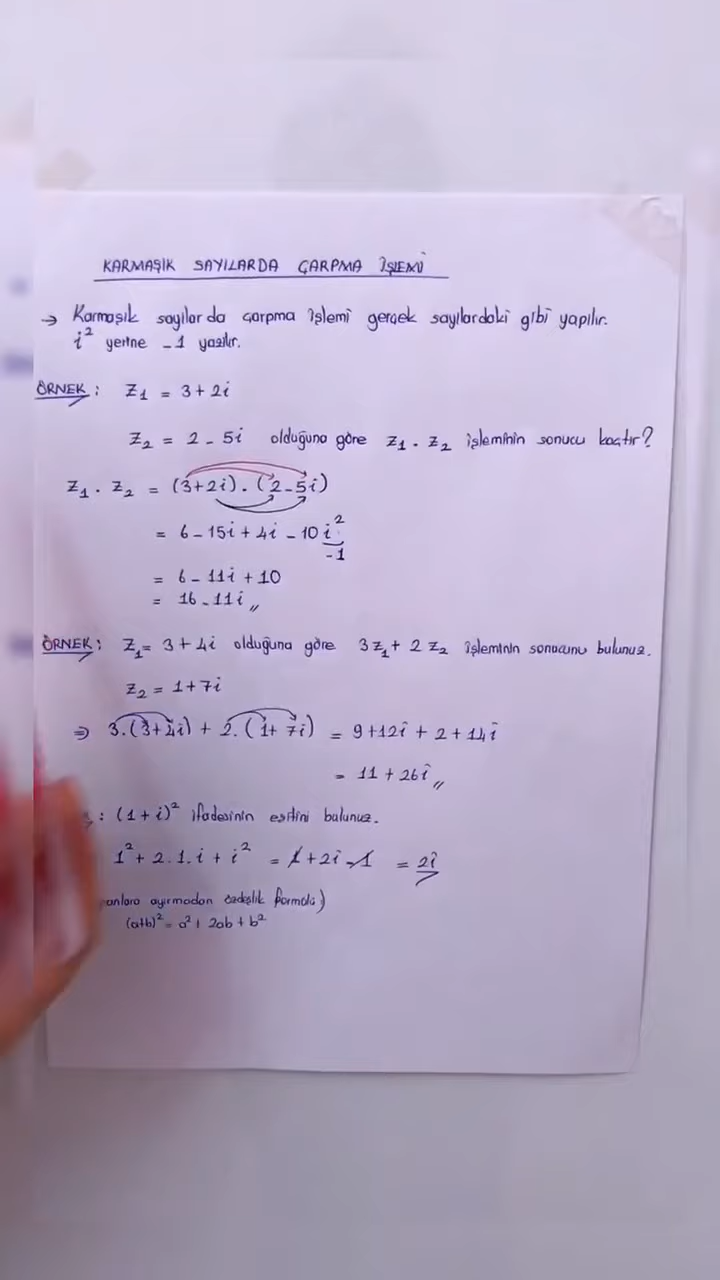 KARMAŞIK SAYILARDA ÇARPMA İŞLEMİ
→ Karmaşık sayılarda çarpma işlemi gerçek sayılardaki gibi yapılır.
i² yerine -1 yazılır.
ÖRNEK: Z₁ = 3+2i
Z₂ = 2-5i olduğuna göre Z₁ . Z₂ işleminin sonucu kaçtır?
Z₁ . Z₂ = (3+2i).(2-5i)
= 6-15i+4i-10i²
-1
= 6-11i+10
= 16-11i
ÖRNEK: Z₁= 3+4i olduğuna göre 3Z₁+ 2Z₂ işleminin sonucunu bulunuz.
Z₂ = 1+7i
⇒ 3.(3+4i) + 2.(1+7i) = 9+12i + 2+14i
= 11+26i
: (1+i)² ifadesinin eşitini bulunuz.
1²+2.1.i+i² = 1+2i-1 = 2i
ayırmadan özdeşlik formülü)
(a+b)² = a²+2ab+b²